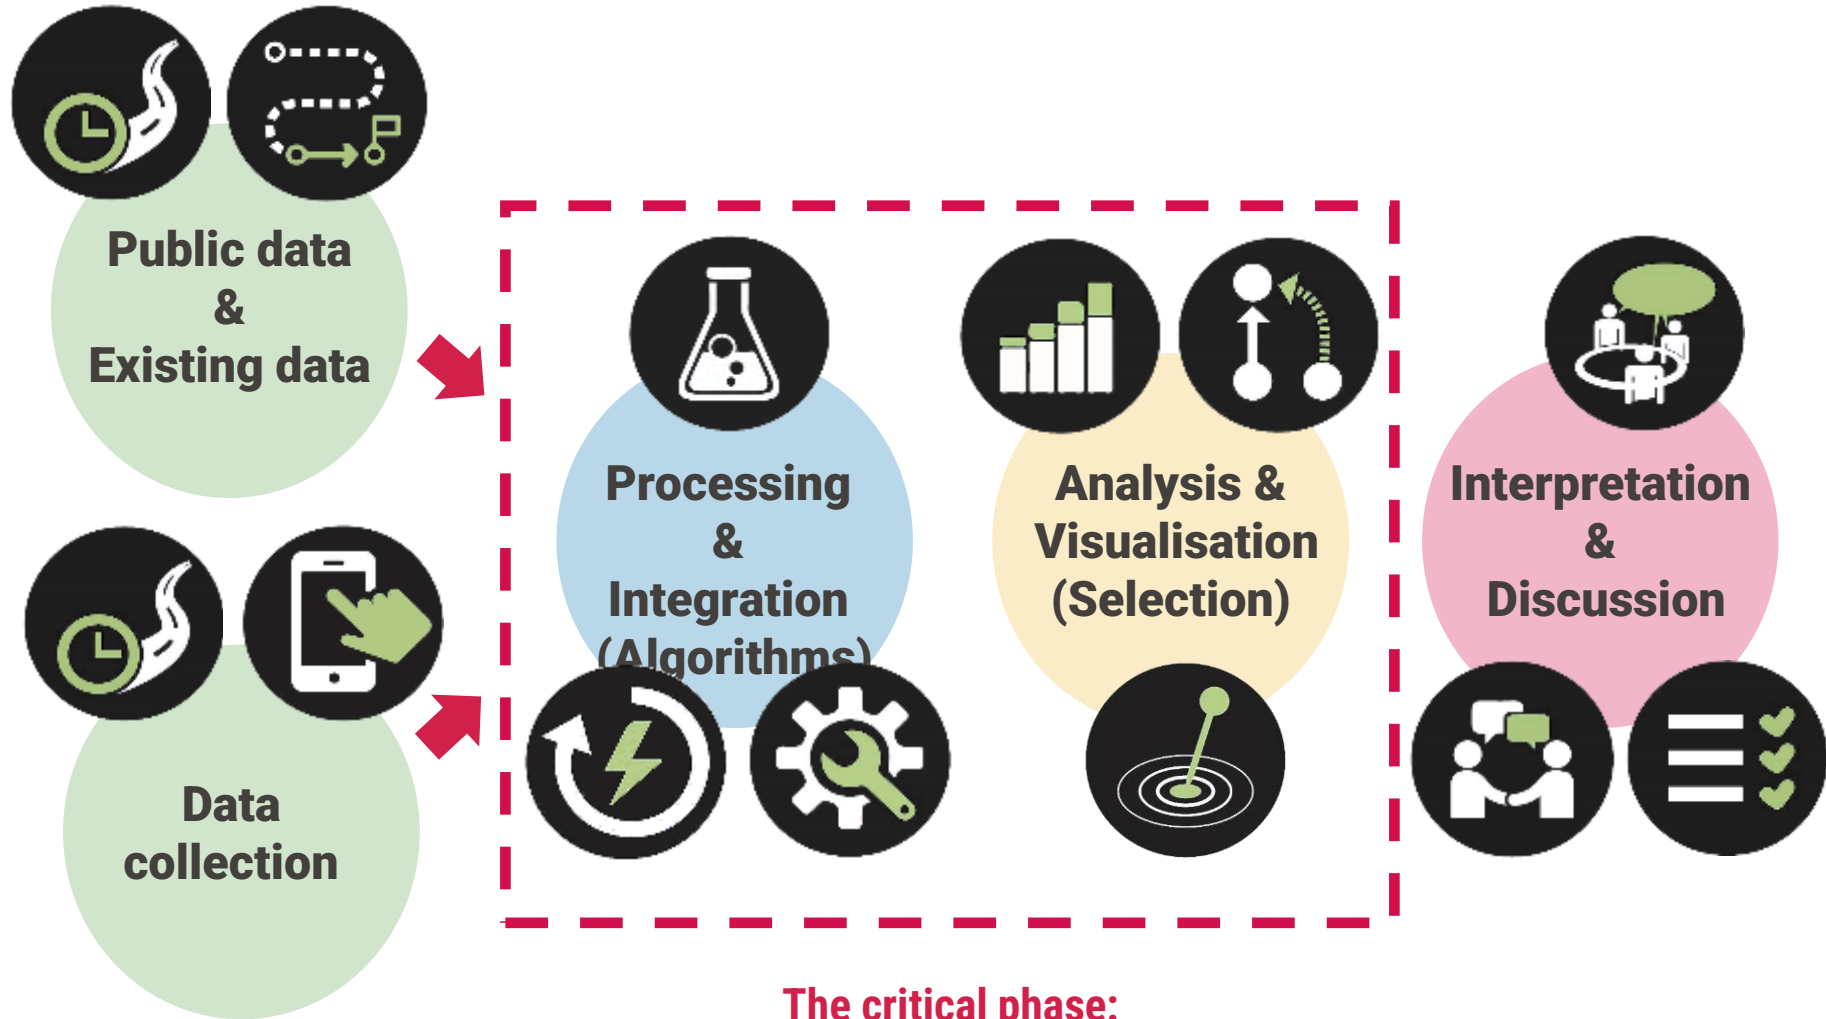 Public data
&
Existing data
Processing
&
Integration
(Algorithms)
Analysis &
Visualisation
(Selection)
Interpretation
&
Discussion
Data
collection
The critical phase: